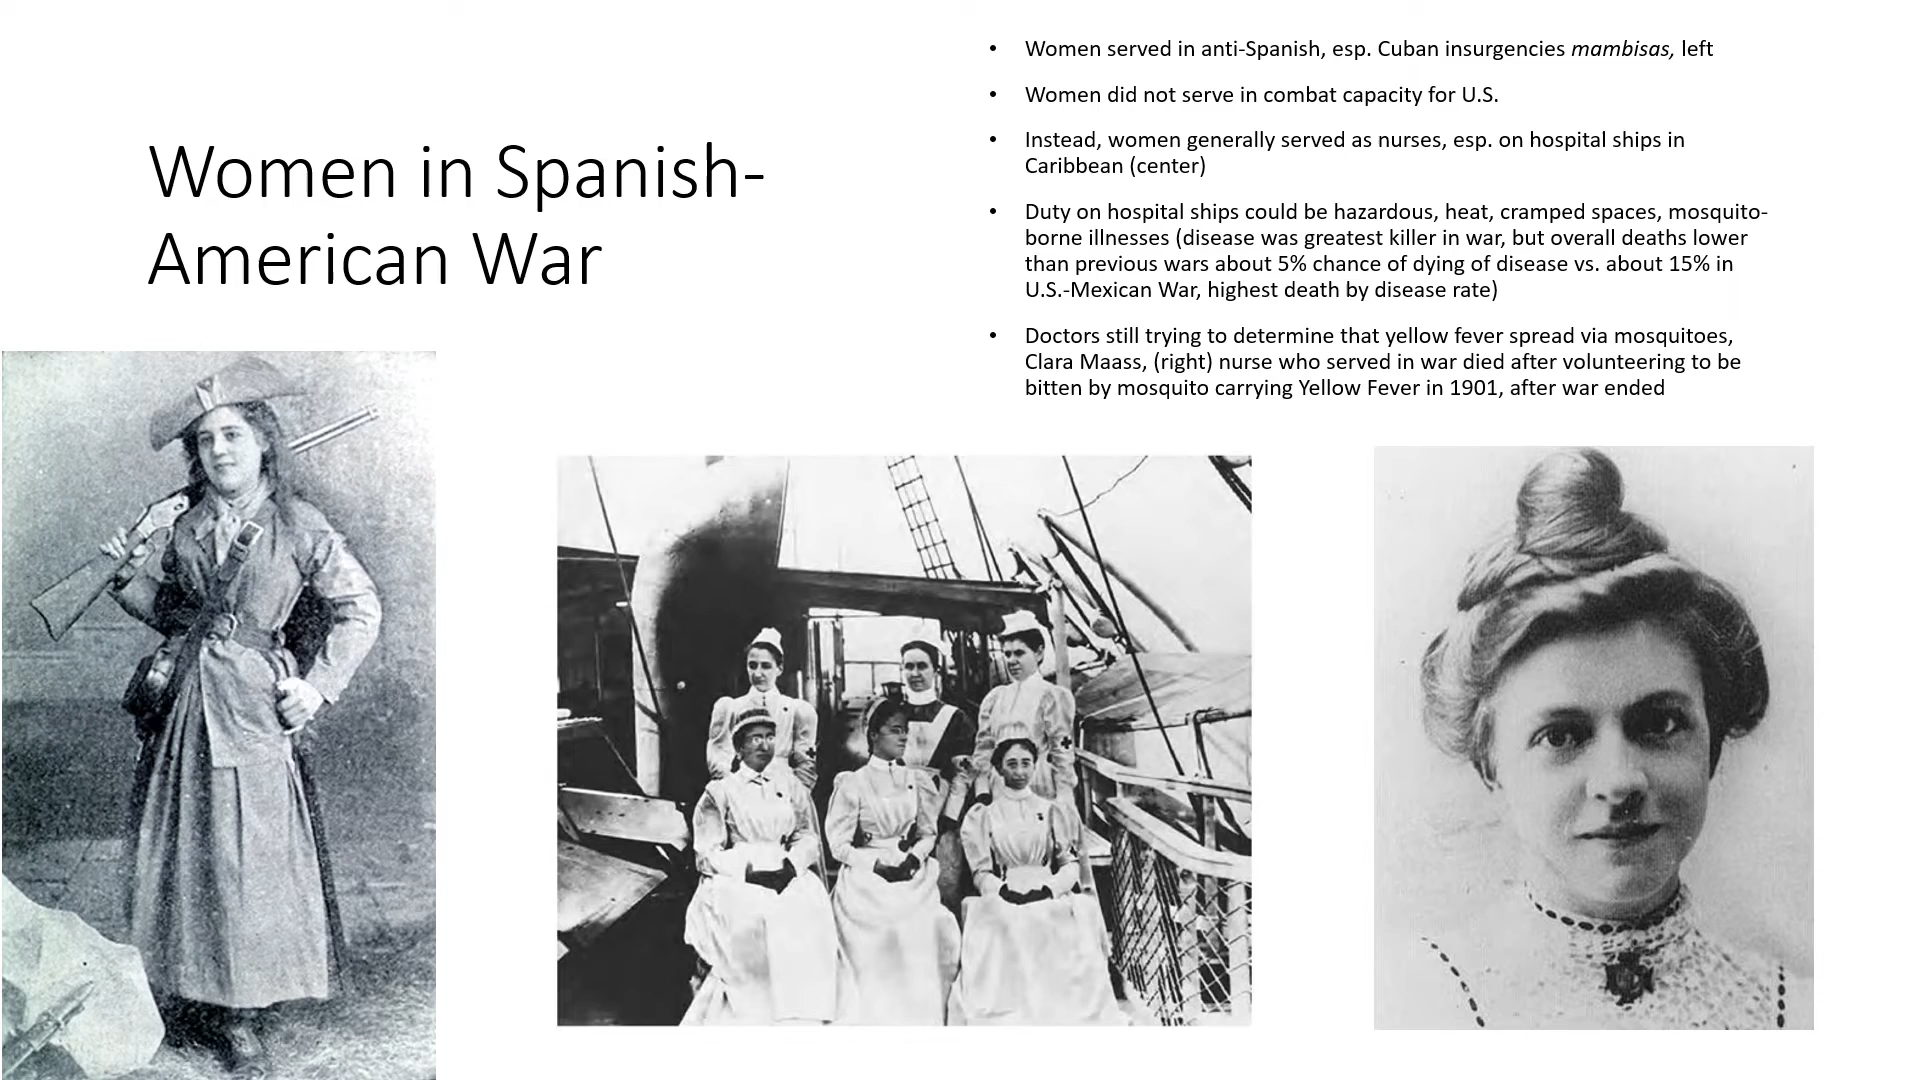 Women in Spanish-
American War
• Women served in anti-Spanish, esp. Cuban insurgencies mambisas, left
• Women did not serve in combat capacity for U.S.
• Instead, women generally served as nurses, esp. on hospital ships in
Caribbean (center)
• Duty on hospital ships could be hazardous, heat, cramped spaces, mosquito-
borne illnesses (disease was greatest killer in war, but overall deaths lower
than previous wars about 5% chance of dying of disease vs. about 15% in
U.S.-Mexican War, highest death by disease rate)
• Doctors still trying to determine that yellow fever spread via mosquitoes,
Clara Maass, (right) nurse who served in war died after volunteering to be
bitten by mosquito carrying Yellow Fever in 1901, after war ended